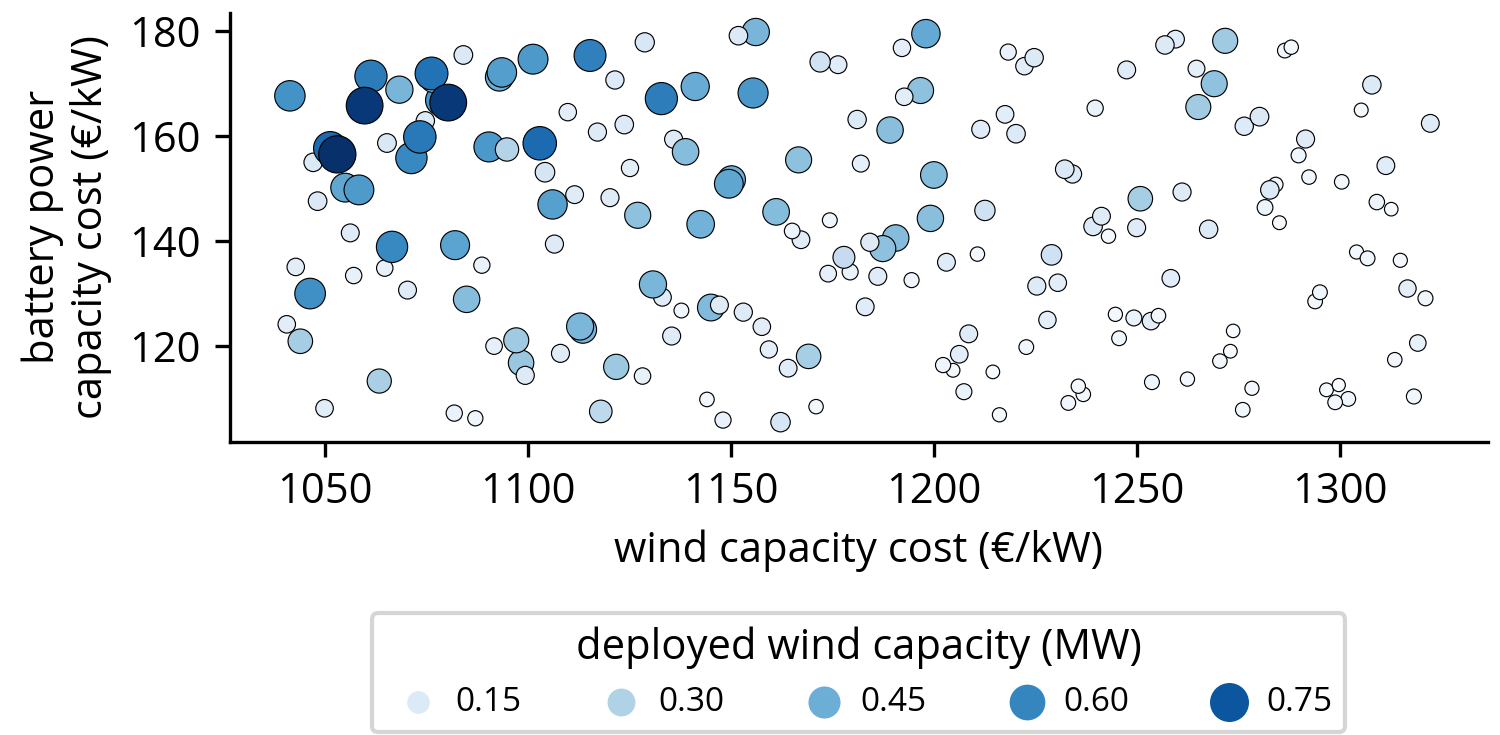 battery power
capacity cost (€/kW)
180
160
140
120
1050 1100 1150 1200 1250 1300
wind capacity cost (€/kW)
deployed wind capacity (MW)
0.15 0.30 0.45 0.60 0.75